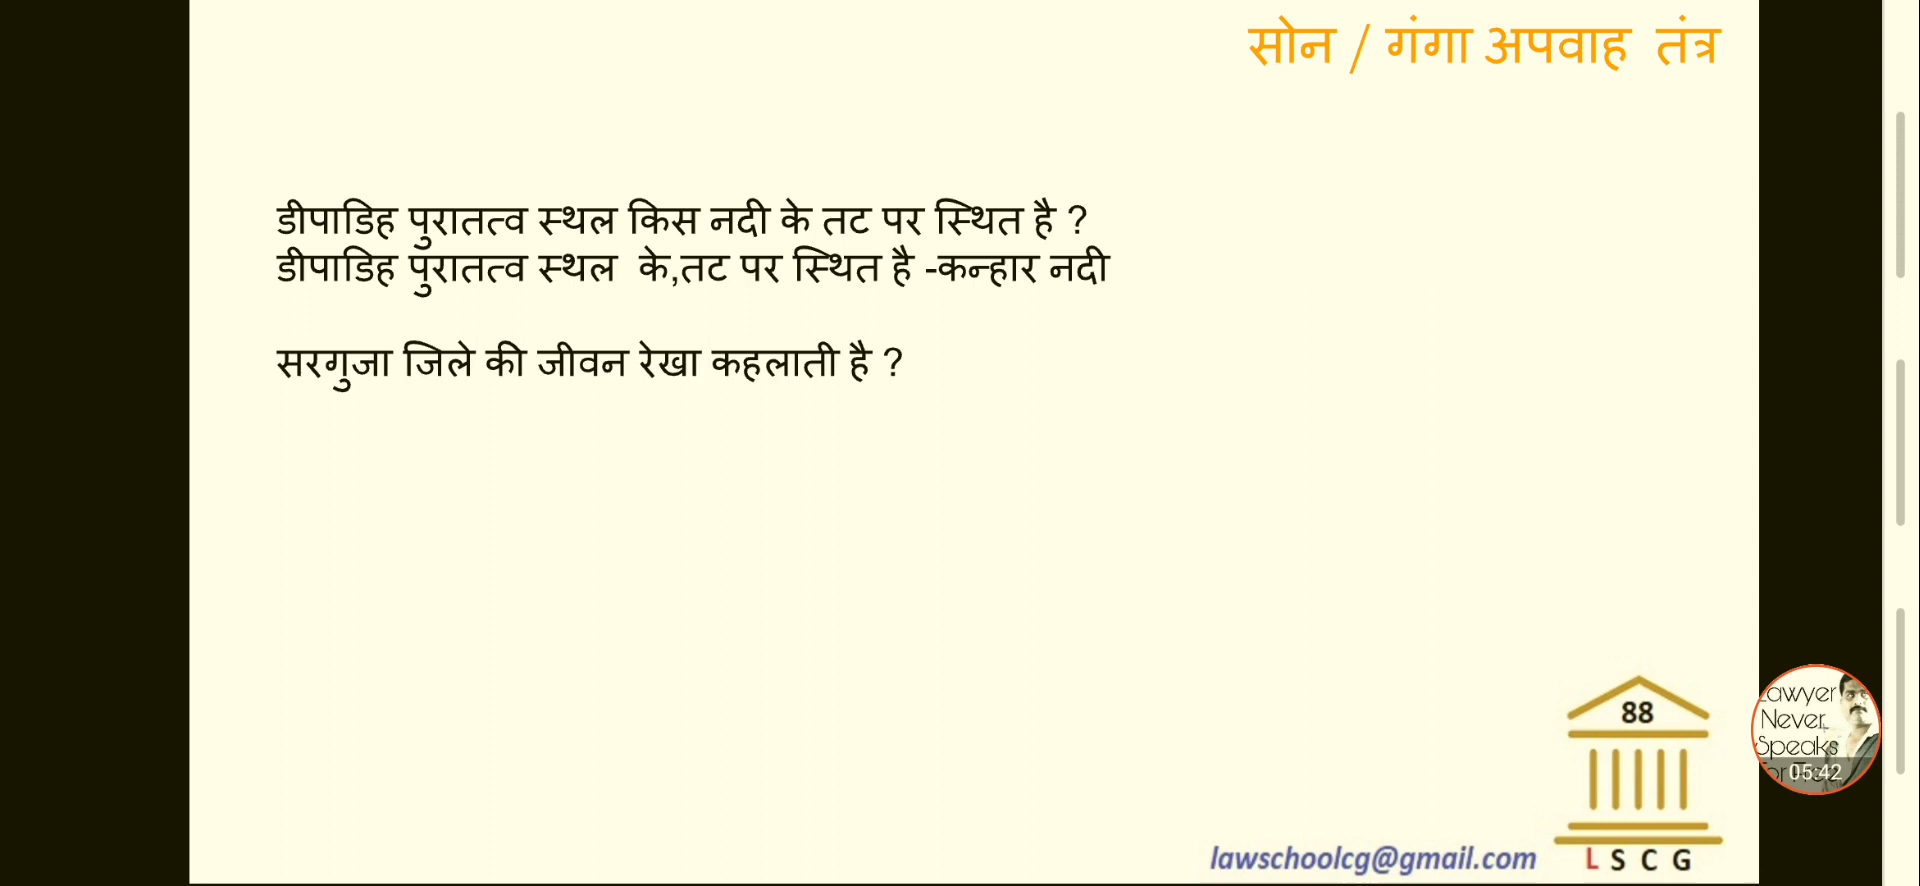 सोन / गंगा अपवाह तंत्र
डीपाडिह पुरातत्व स्थल किस नदी के तट पर स्थित है ?
डीपाडिह पुरातत्व स्थल के,तट पर स्थित है -कन्हार नदी
सरगुजा जिले की जीवन रेखा कहलाती है ?
88
Lawyer
Never
Speaks
05:42
lawschoolcg@gmail.com
L S C G